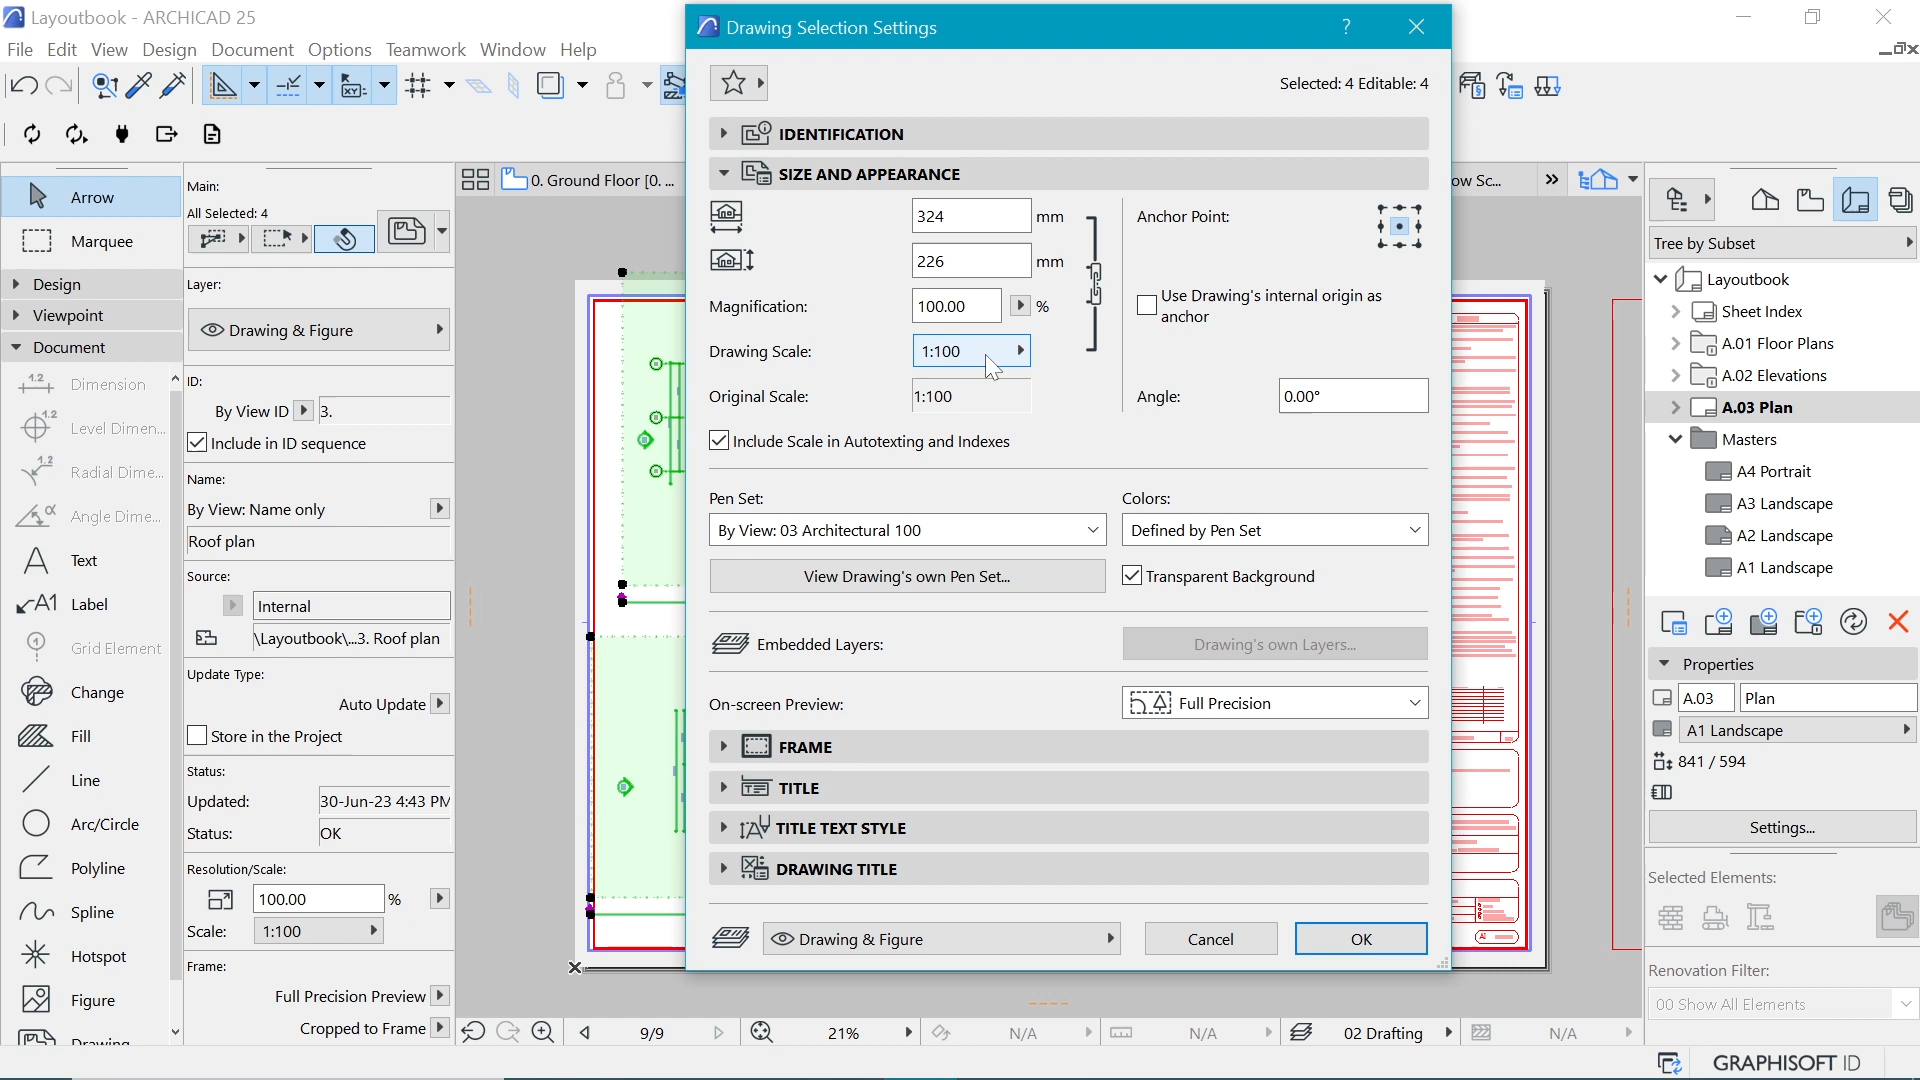 Layoutbook - ARCHICAD 25
File Edit View Design Document Options Teamwork Window Help
Main:
All Selected: 4
Arrow
Marquee
Design
Viewpoint
Document
1.2 Dimension
1.2 Level Dimen...
1.2 Radial Dime...
α Angle Dime...
Text
A1 Label
1 Grid Element
Change
Fill
Line
Arc/Circle
Polyline
Spline
Hotspot
Figure
Drawing
Layer:
Drawing & Figure
ID:
By View ID 3.
Include in ID sequence
Name:
By View: Name only
Roof plan
Source:
Internal
\Layoutbook\...3. Roof plan
Update Type:
Auto Update
Store in the Project
Status:
Updated: 30-Jun-23 4:43 PM
Status: OK
Resolution/Scale:
100.00 %
Scale: 1:100
Frame:
Full Precision Preview
Cropped to Frame
0. Ground Floor [0. ...
ow Sc...
Drawing Selection Settings ?
Selected: 4 Editable: 4
IDENTIFICATION
SIZE AND APPEARANCE
324 mm
226 mm
Magnification: 100.00 %
Drawing Scale: 1:100
Original Scale: 1:100
Anchor Point:
Use Drawing's internal origin as
anchor
Angle: 0.00°
Include Scale in Autotexting and Indexes
Pen Set:
By View: 03 Architectural 100
View Drawing's own Pen Set...
Colors:
Defined by Pen Set
Transparent Background
Embedded Layers: Drawing's own Layers...
On-screen Preview: Full Precision
FRAME
TITLE
TITLE TEXT STYLE
DRAWING TITLE
Drawing & Figure Cancel OK
A1
9/9 21% N/A N/A 02 Drafting N/A
Tree by Subset
Layoutbook
Sheet Index
A.01 Floor Plans
A.02 Elevations
A.03 Plan
Masters
A4 Portrait
A3 Landscape
A2 Landscape
A1 Landscape
Properties
A.03 Plan
A1 Landscape
841 / 594
Settings...
Selected Elements:
Renovation Filter:
00 Show All Elements
GRAPHISOFT ID